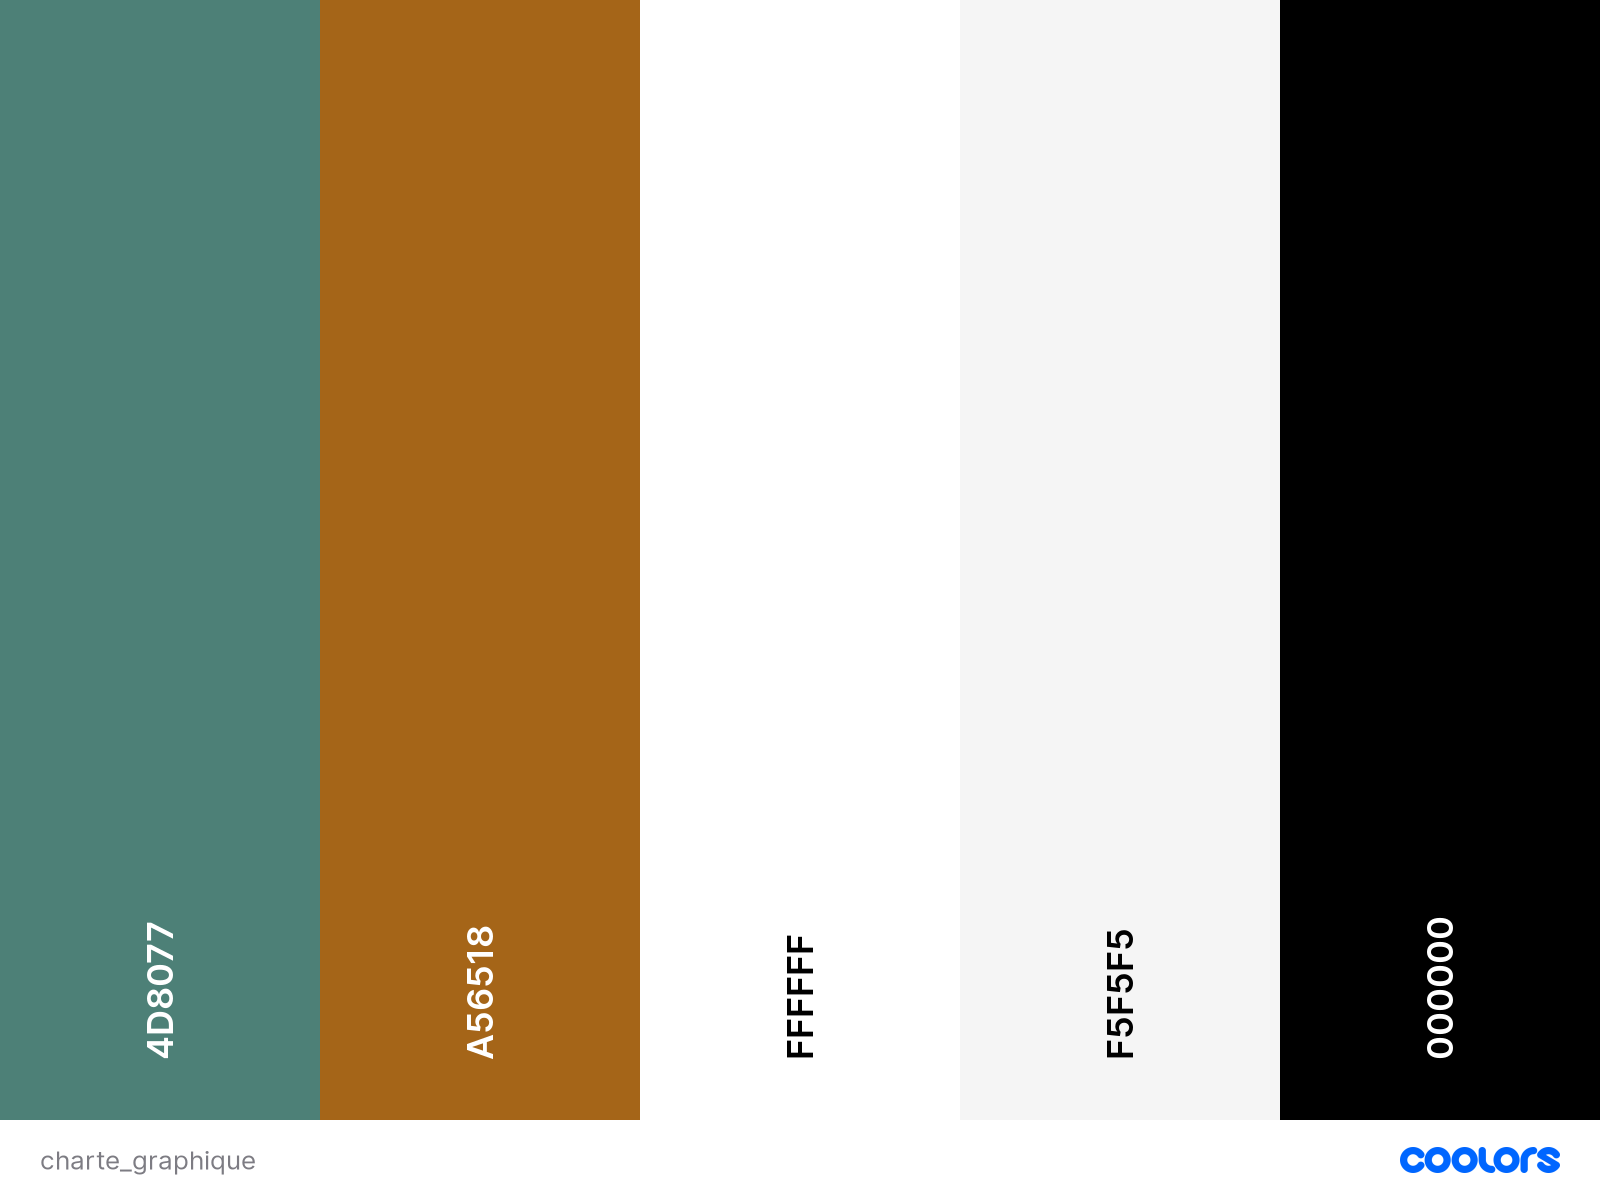 4D8077
A56518
FFFFFF
F5F5F5
000000
charte_graphique
coolors